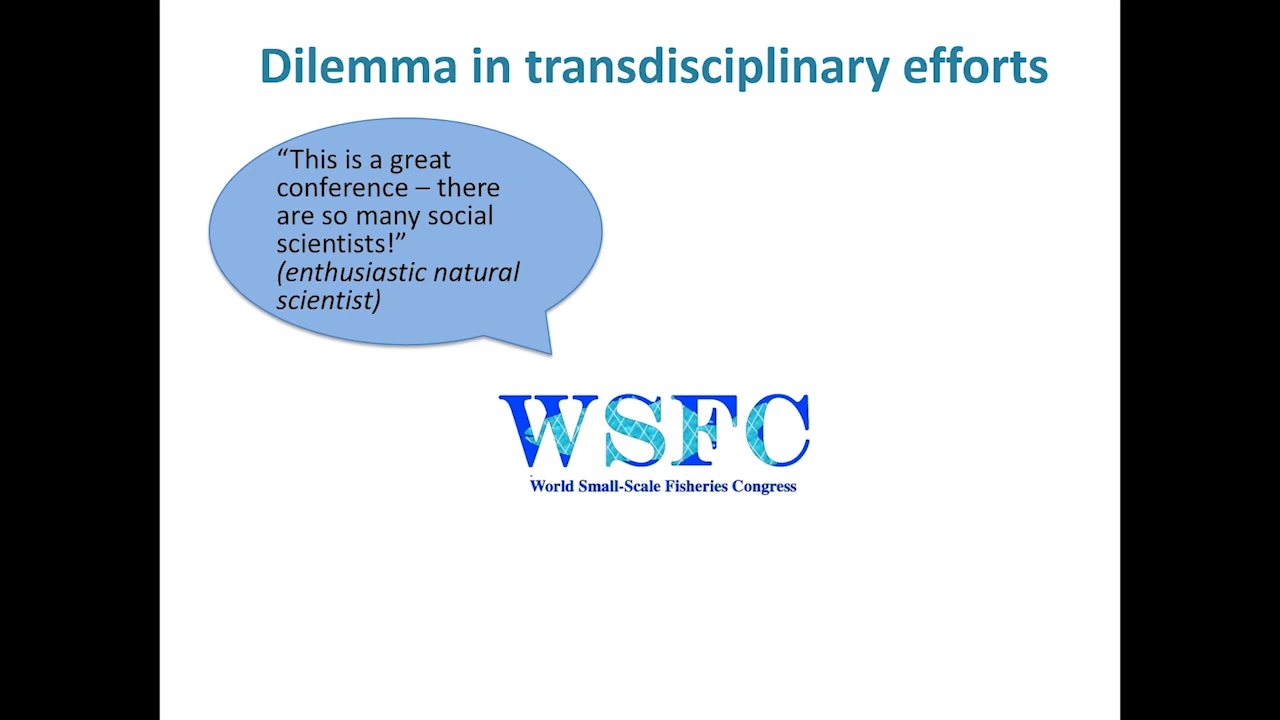 Dilemma in transdisciplinary efforts
“This is a great
conference – there
are so many social
scientists!”
(enthusiastic natural
scientist)
WSFC
World Small-Scale Fisheries Congress